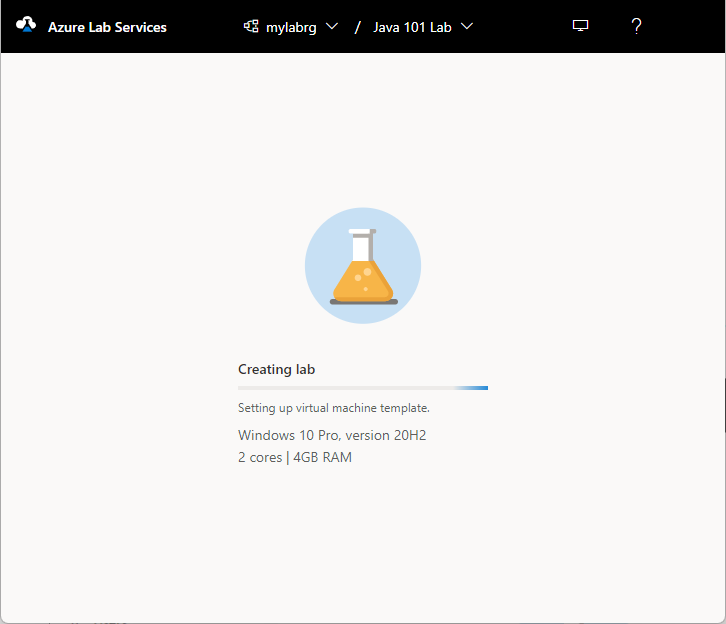 Azure Lab Services mylabrg / Java 101 Lab ?
Creating lab
Setting up virtual machine template.
Windows 10 Pro, version 20H2
2 cores | 4GB RAM